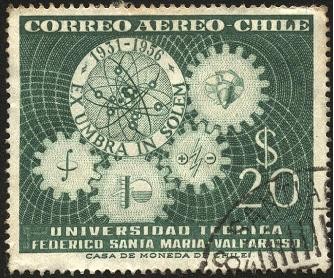 CORREO AEREO-CHILE
1931-1956
EX UMBRA IN SOLEM
$
20
UNIVERSIDAD TECNICA
FEDERICO SANTA MARIA VALPARAISO
CASA DE MONEDA DE CHILE